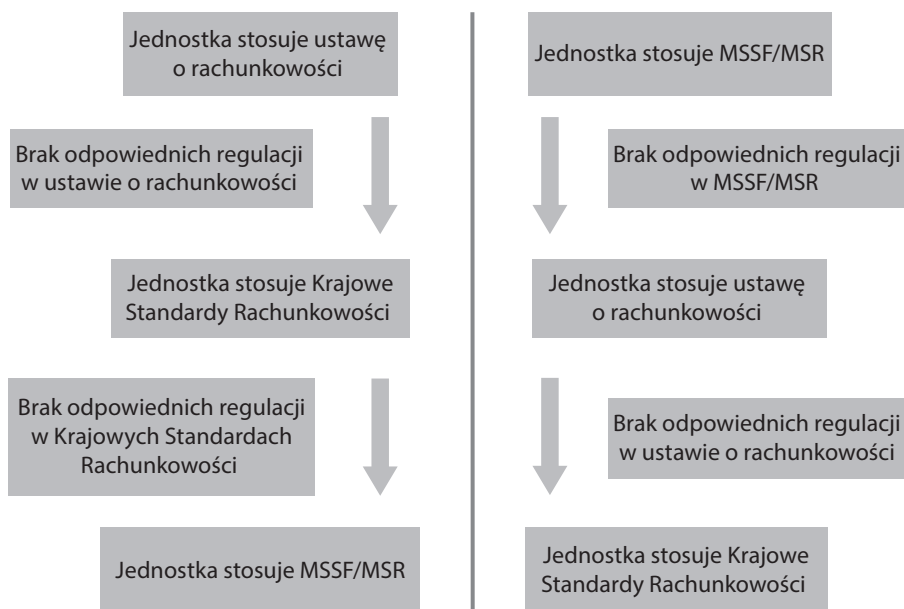 Jednostka stosuje ustawę
o rachunkowości
Brak odpowiednich regulacji
w ustawie o rachunkowości
Jednostka stosuje Krajowe
Standardy Rachunkowości
Brak odpowiednich regulacji
w Krajowych Standardach
Rachunkowości
Jednostka stosuje MSSF/MSR
Jednostka stosuje MSSF/MSR
Brak odpowiednich regulacji
w MSSF/MSR
Jednostka stosuje ustawę
o rachunkowości
Brak odpowiednich regulacji
w ustawie o rachunkowości
Jednostka stosuje Krajowe
Standardy Rachunkowości